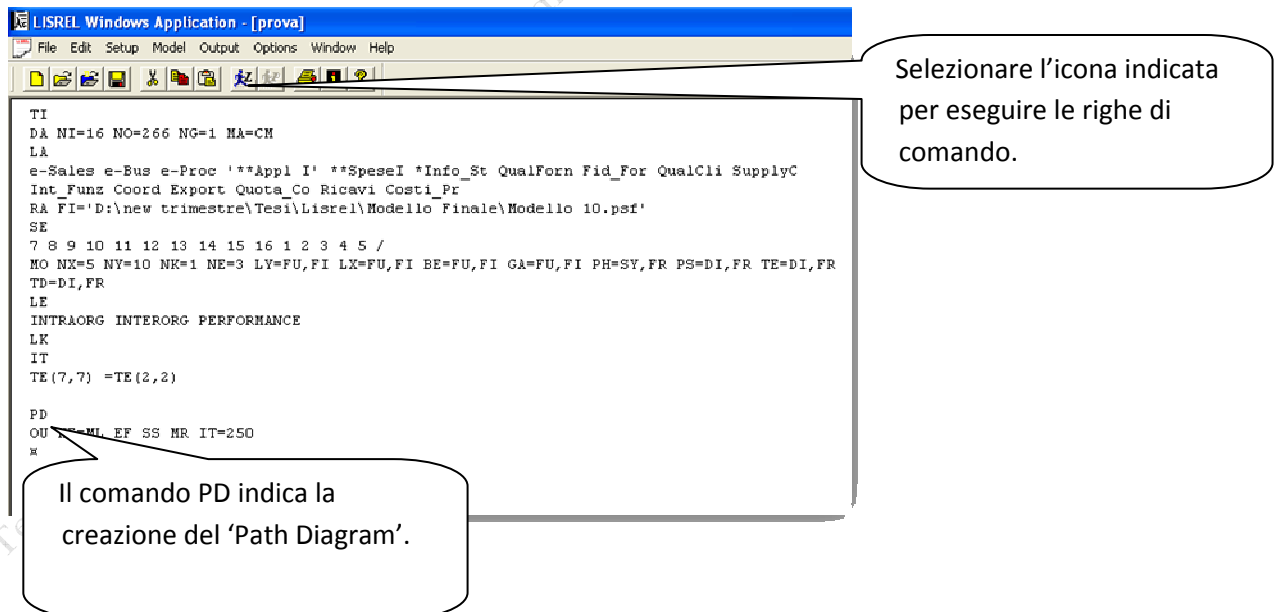 LISREL Windows Application - [prova]
File Edit Setup Model Output Options Window Help
Selezionare l’icona indicata
per eseguire le righe di
comando.
TI
DA NI=16 NO=266 NG=1 MA=CM
LA
e-Sales e-Bus e-Proc '**Appl I' **SpeseI *Info_St QualForn Fid_For QualCli SupplyC
Int_Funz Coord Export Quota_Co Ricavi Costi_Pr
RA FI='D:\new trimestre\Tesi\Lisrel\Modello Finale\Modello 10.psf'
SE
7 8 9 10 11 12 13 14 15 16 1 2 3 4 5 /
MO NX=5 NY=10 NK=1 NE=3 LY=FU,FI LX=FU,FI BE=FU,FI GA=FU,FI PH=SY,FR PS=DI,FR TE=DI,FR
TD=DI,FR
LE
INTRAORG INTERORG PERFORMANCE
LK
IT
TE(7,7) =TE(2,2)
PD
OU EF SS MR IT=250
¤
Il comando PD indica la
creazione del ‘Path Diagram’.